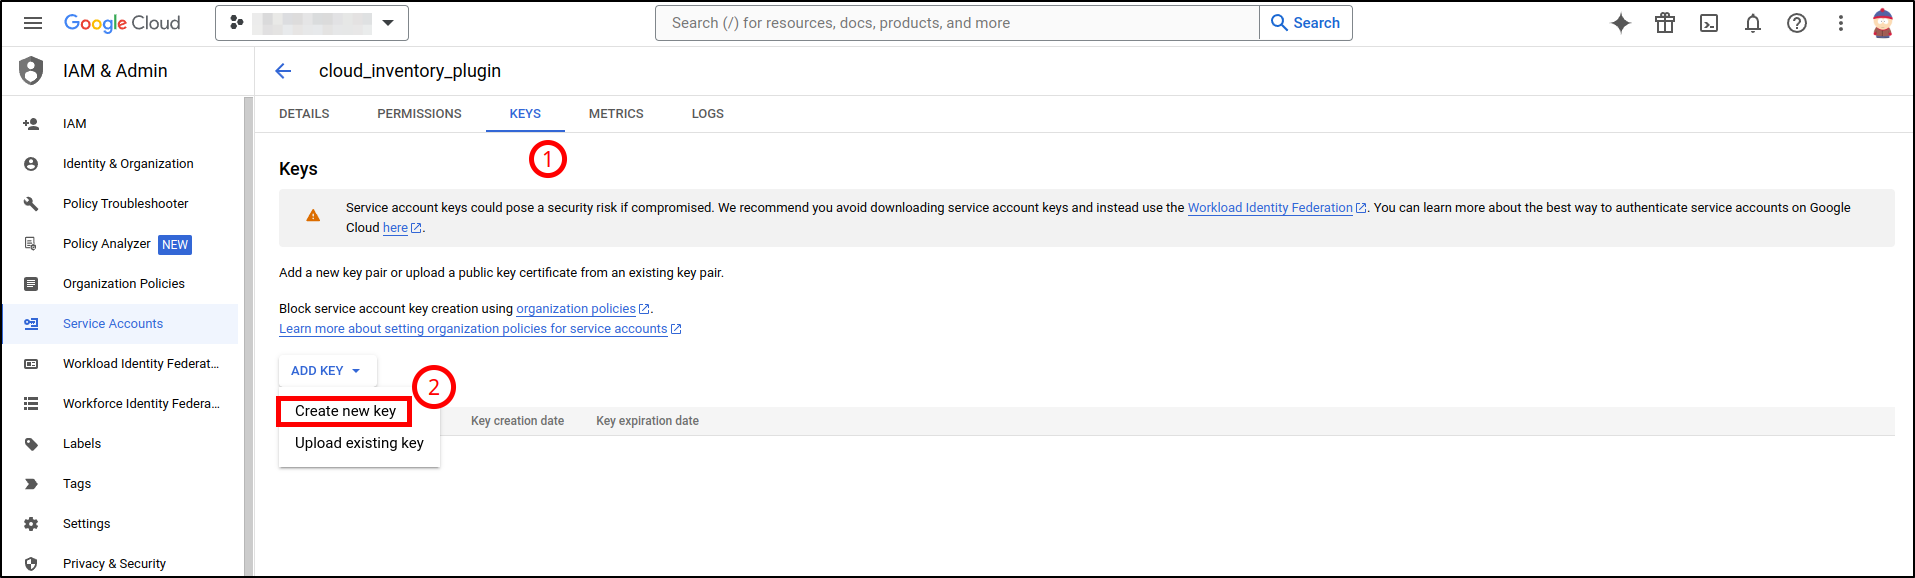 Google Cloud
Search (/) for resources, docs, products, and more
Search
IAM & Admin
cloud_inventory_plugin
DETAILS PERMISSIONS KEYS METRICS LOGS
IAM
Identity & Organization
Policy Troubleshooter
Policy Analyzer NEW
Organization Policies
Service Accounts
Workload Identity Federat...
Workforce Identity Federa...
Labels
Tags
Settings
Privacy & Security
1
Keys
Service account keys could pose a security risk if compromised. We recommend you avoid downloading service account keys and instead use the Workload Identity Federation. You can learn more about the best way to authenticate service accounts on Google
Cloud here.
Add a new key pair or upload a public key certificate from an existing key pair.
Block service account key creation using organization policies.
Learn more about setting organization policies for service accounts
ADD KEY
2
Create new key
Upload existing key
Key creation date Key expiration date